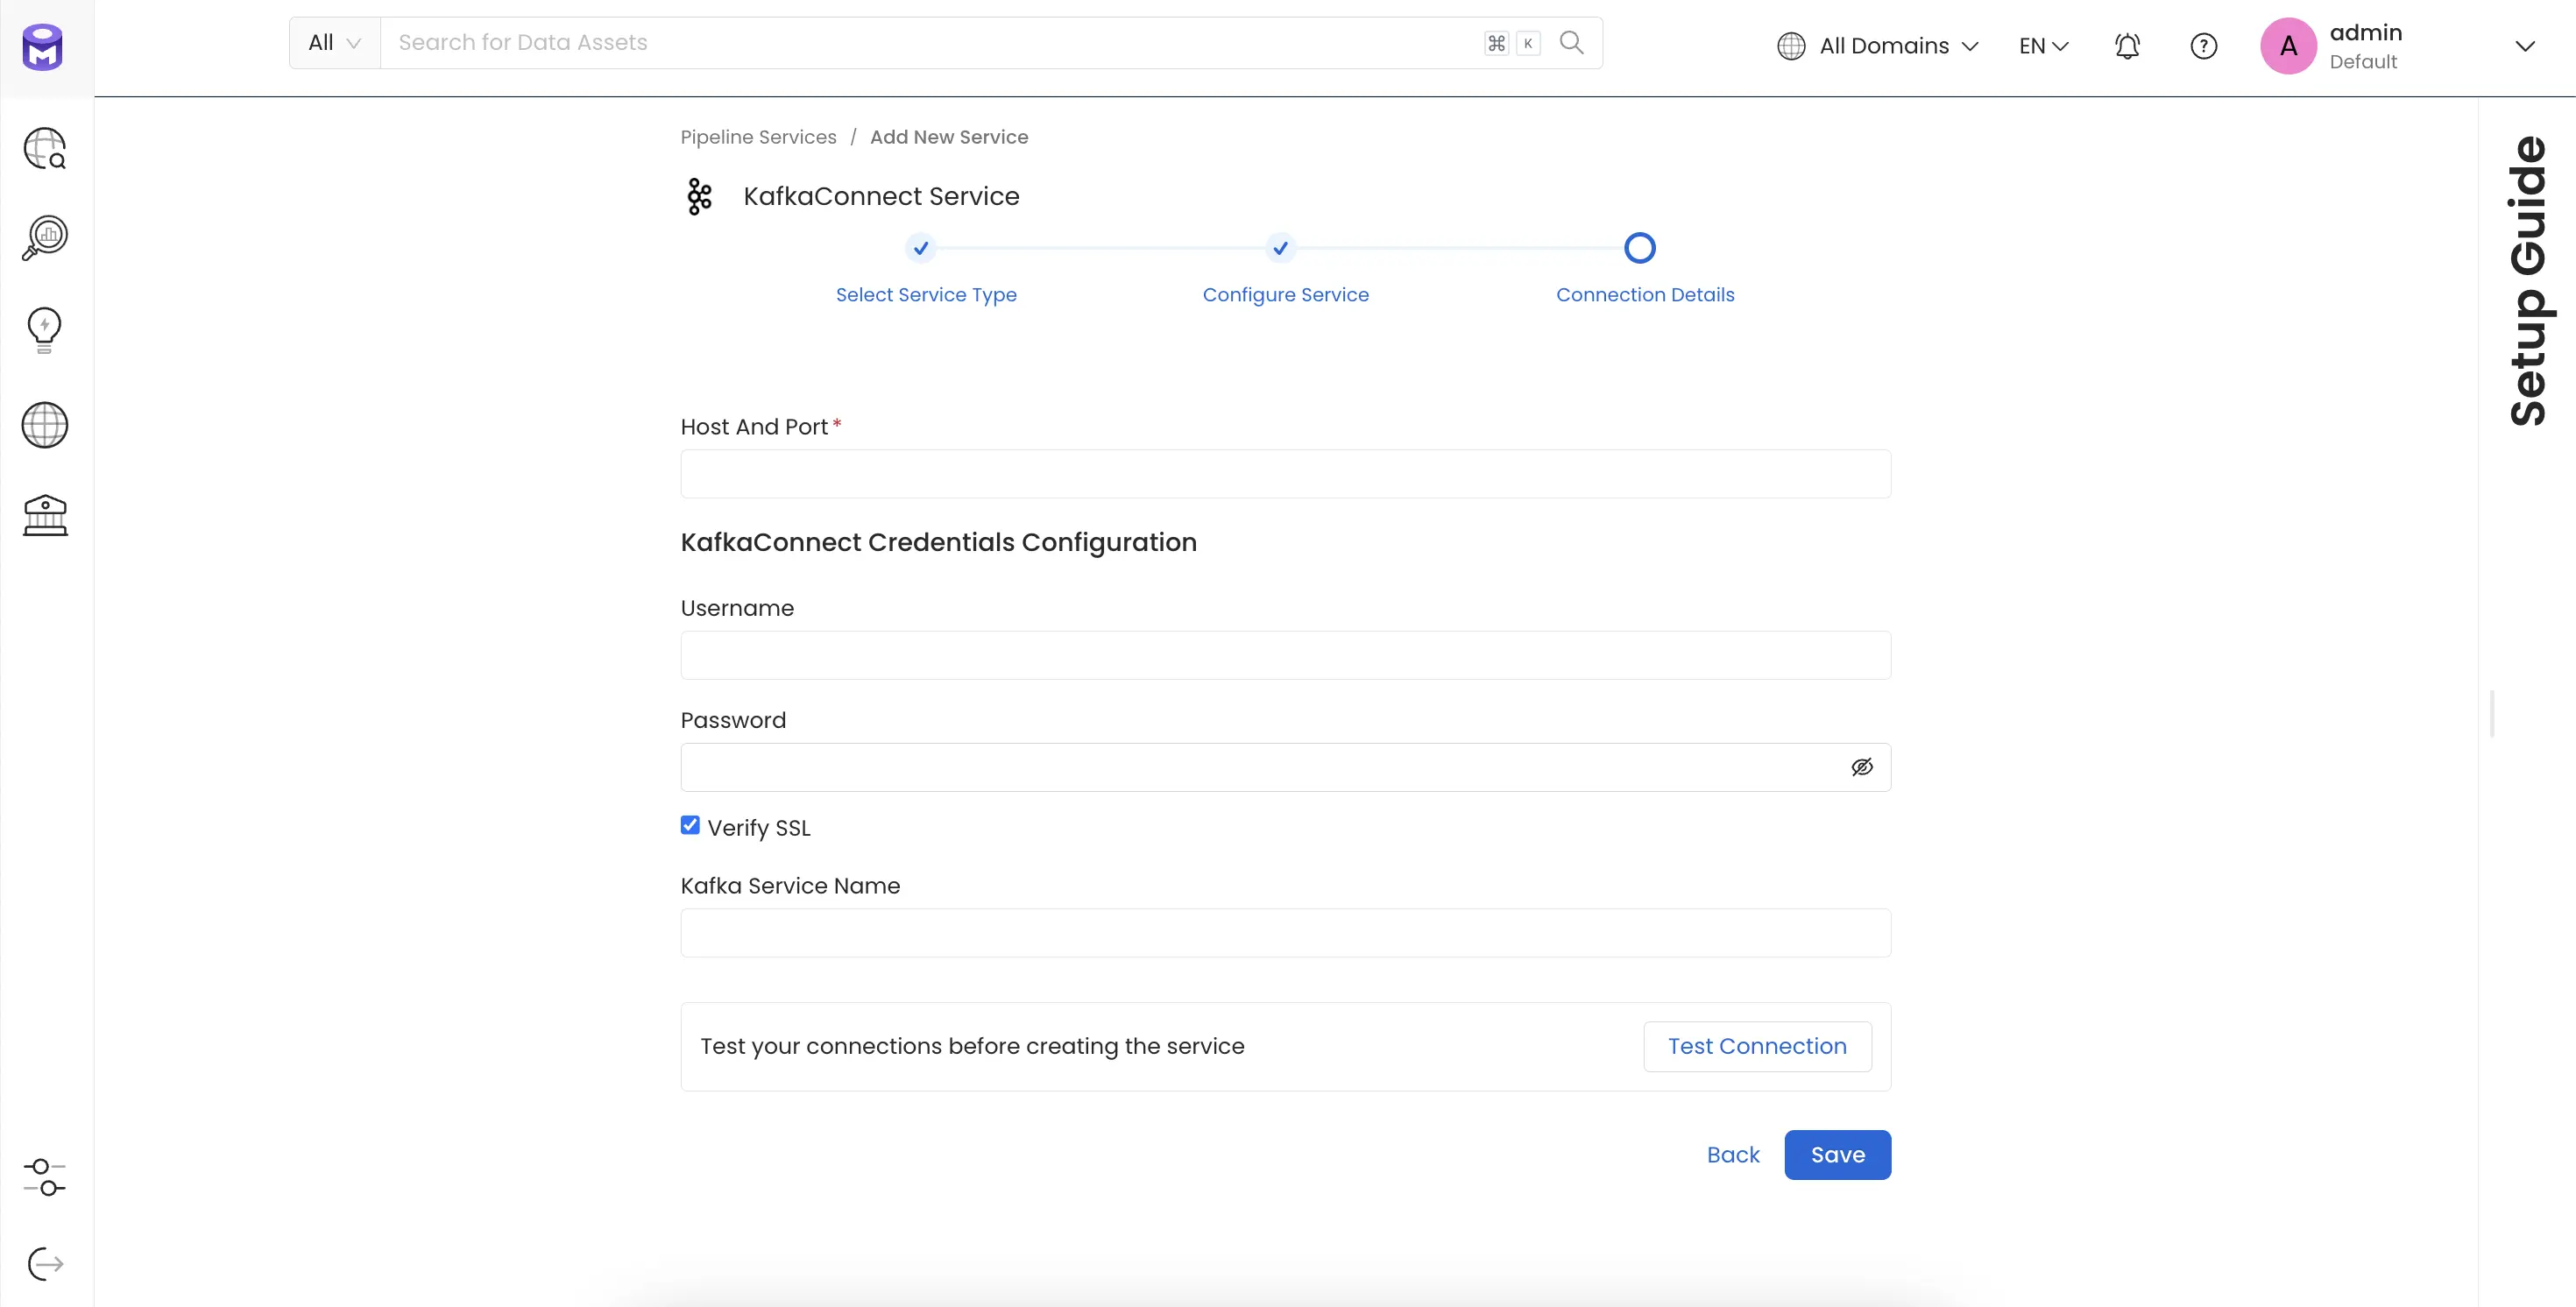 All
Search for Data Assets
⌘ K
All Domains
EN
?
A
admin
Default
Pipeline Services / Add New Service
KafkaConnect Service
Select Service Type
Configure Service
Connection Details
Setup Guide
Host And Port*
KafkaConnect Credentials Configuration
Username
Password
Verify SSL
Kafka Service Name
Test your connections before creating the service
Test Connection
Back
Save